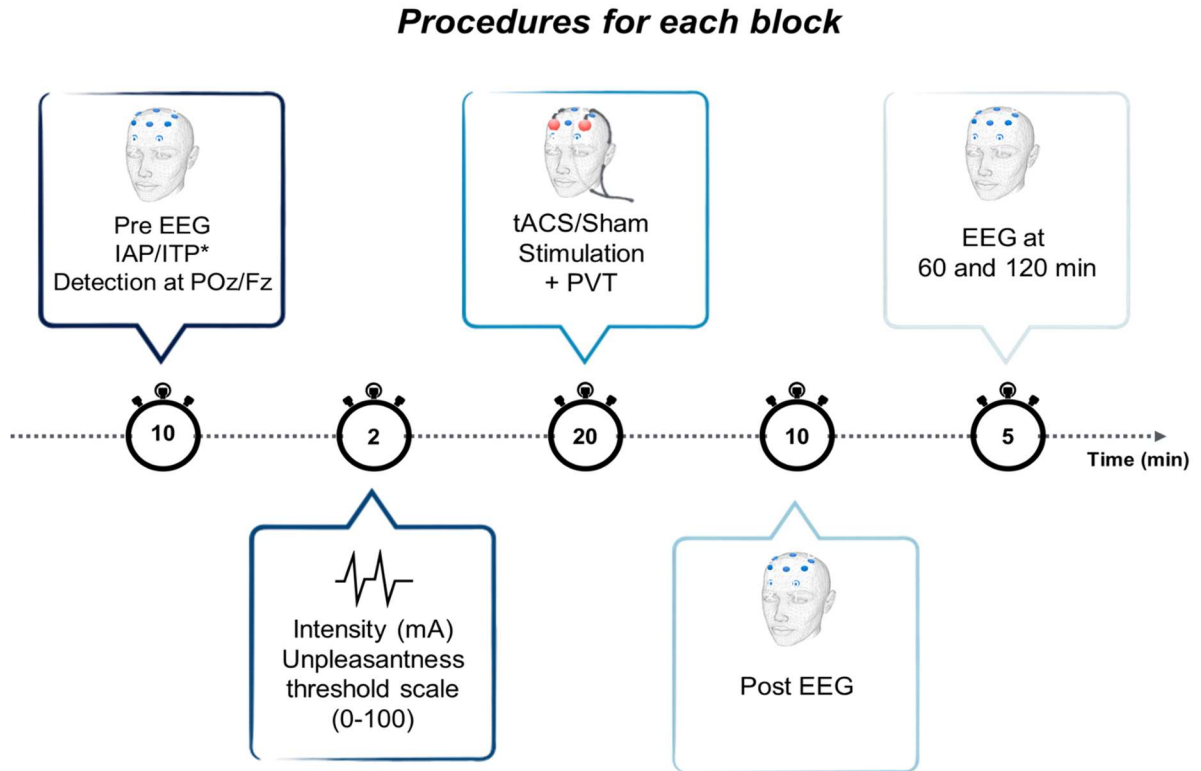 Procedures for each block
Pre EEG
IAP/ITP*
Detection at POz/Fz
tACS/Sham
Stimulation
+ PVT
EEG at
60 and 120 min
10
2
20
10
5
Time (min)
Intensity (mA)
Unpleasantness
threshold scale
(0-100)
Post EEG